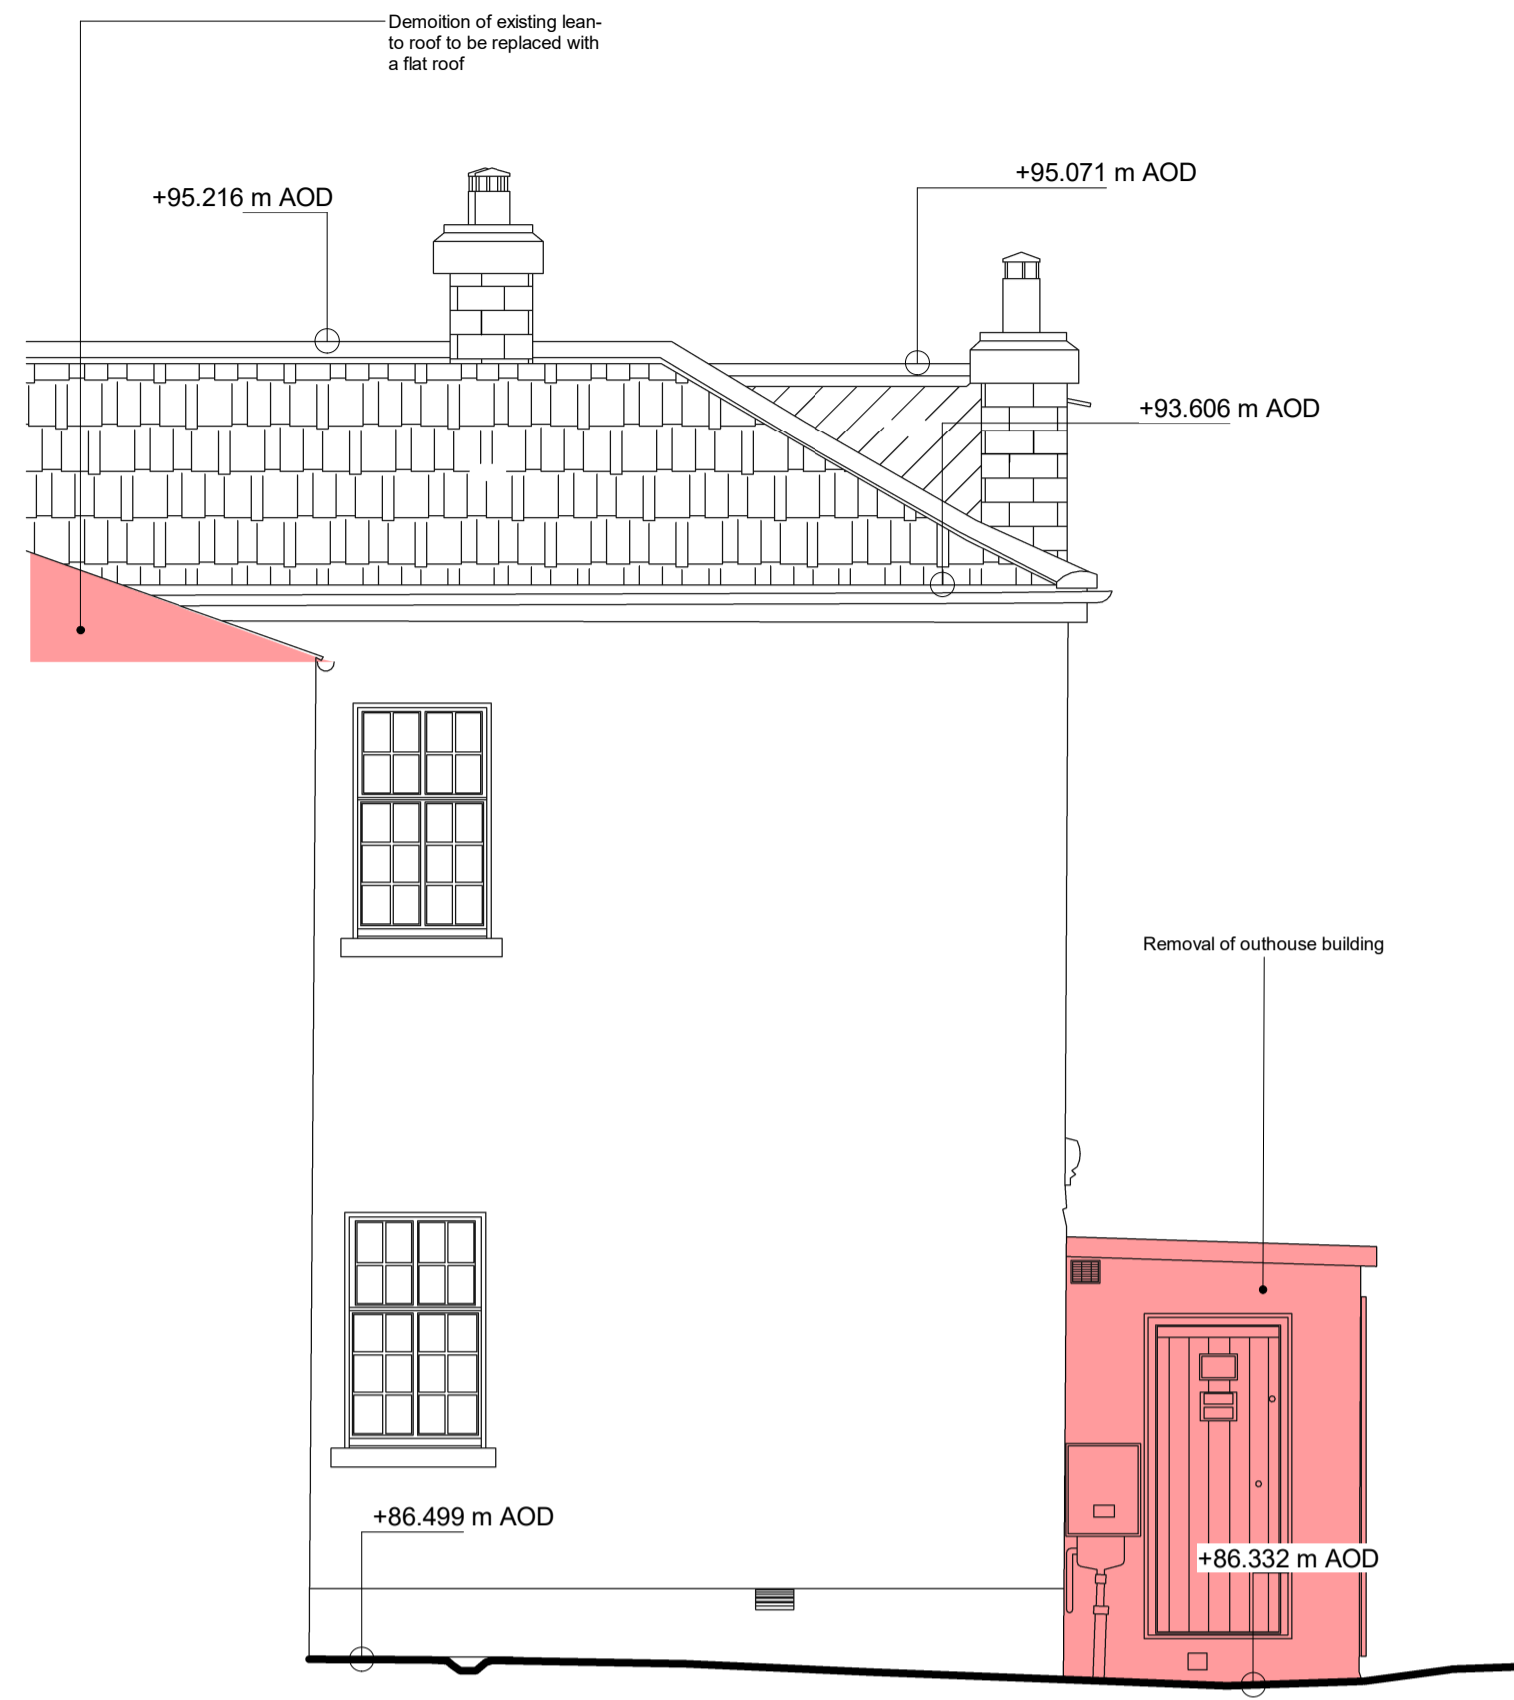 Demoition of existing lean-
to roof to be replaced with
a flat roof
+95.216 m AOD
+95.071 m AOD
+93.606 m AOD
Removal of outhouse building
+86.499 m AOD
+86.332 m AOD